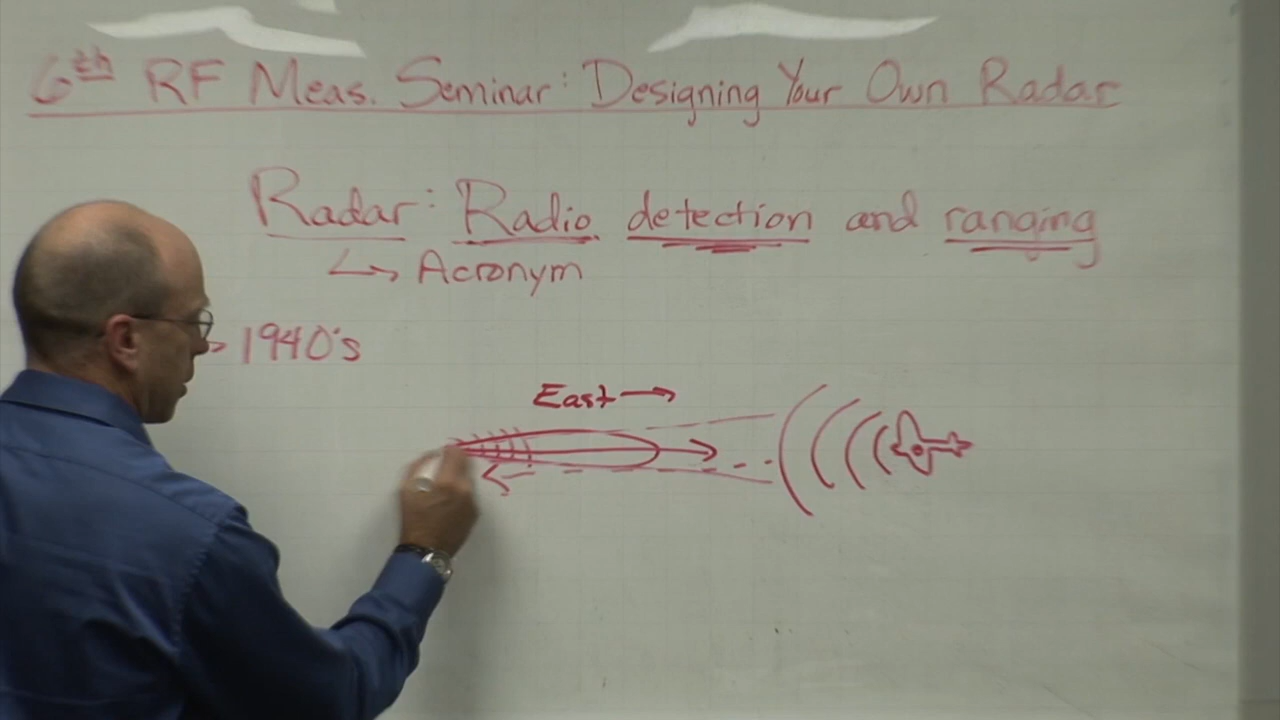 6th RF Meas. Seminar: Designing Your Own Radar
Radar: Radio detection and ranging
Acronym
1940's
East